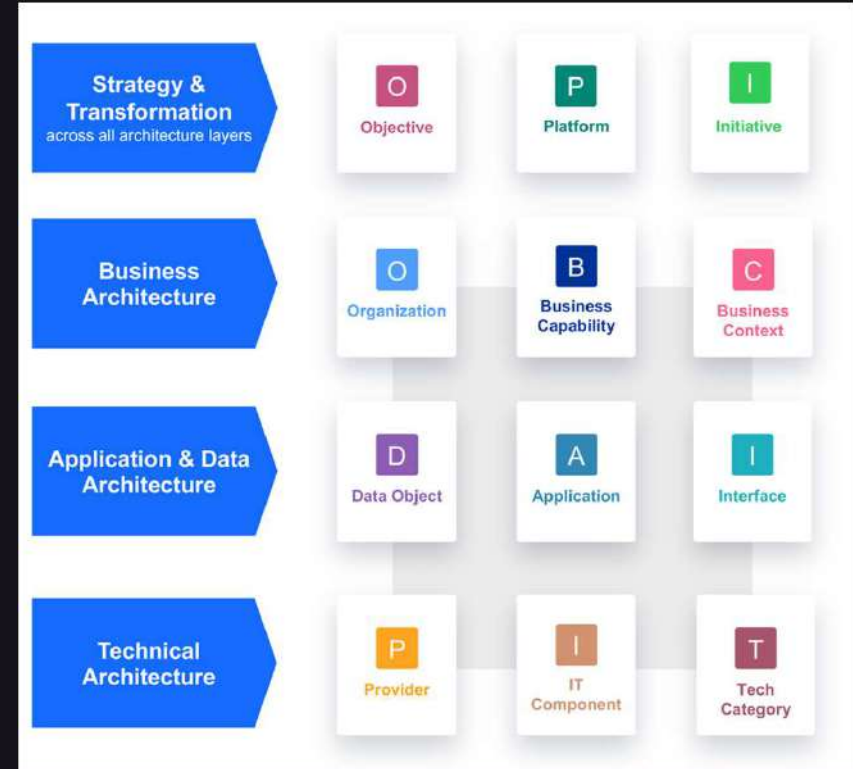 Strategy &
Transformation
across all architecture layers
O
Objective
P
Platform
I
Initiative
Business
Architecture
O
Organization
B
Business
Capability
C
Business
Context
Application & Data
Architecture
D
Data Object
A
Application
I
Interface
Technical
Architecture
P
Provider
I
IT
Component
T
Tech
Category